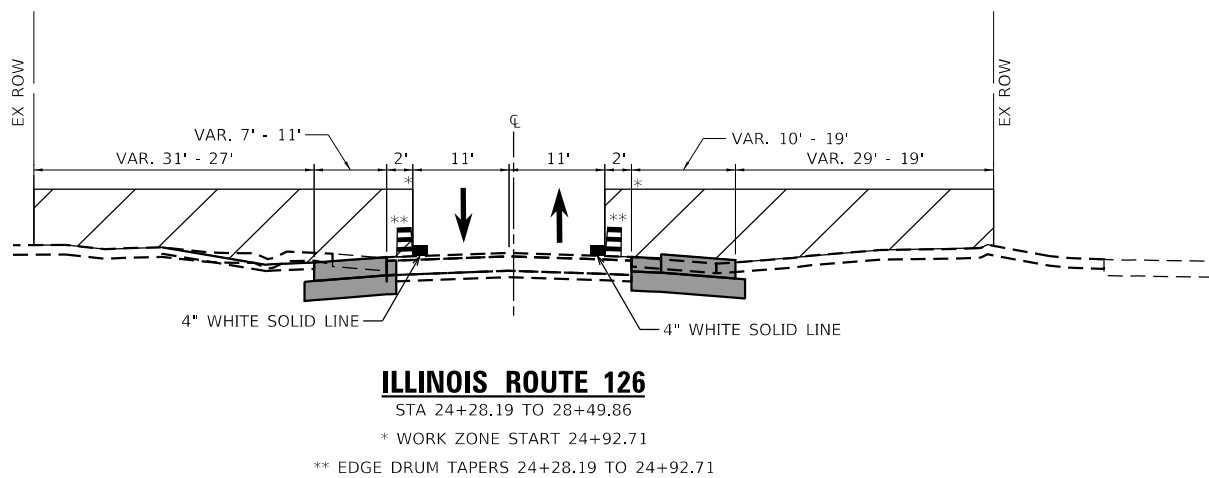 EX ROW
EX ROW
℄
VAR. 7' - 11'
VAR. 10' - 19'
VAR. 31' - 27'
2'
11'
11'
2'
VAR. 29' - 19'
*
*
**
**
4" WHITE SOLID LINE
4" WHITE SOLID LINE
ILLINOIS ROUTE 126
STA 24+28.19 TO 28+49.86
* WORK ZONE START 24+92.71
** EDGE DRUM TAPERS 24+28.19 TO 24+92.71